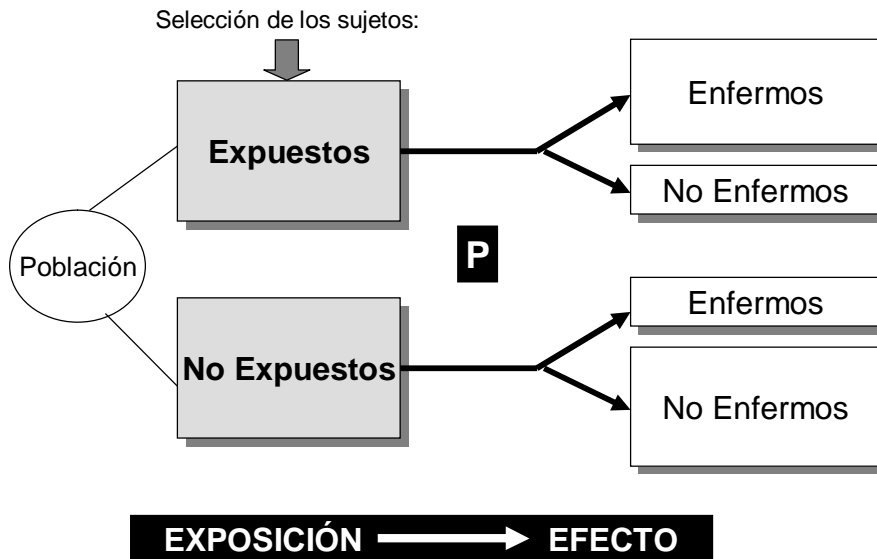 Selección de los sujetos:
Expuestos
Enfermos
No Enfermos
Población
P
No Expuestos
Enfermos
No Enfermos
EXPOSICIÓN EFECTO